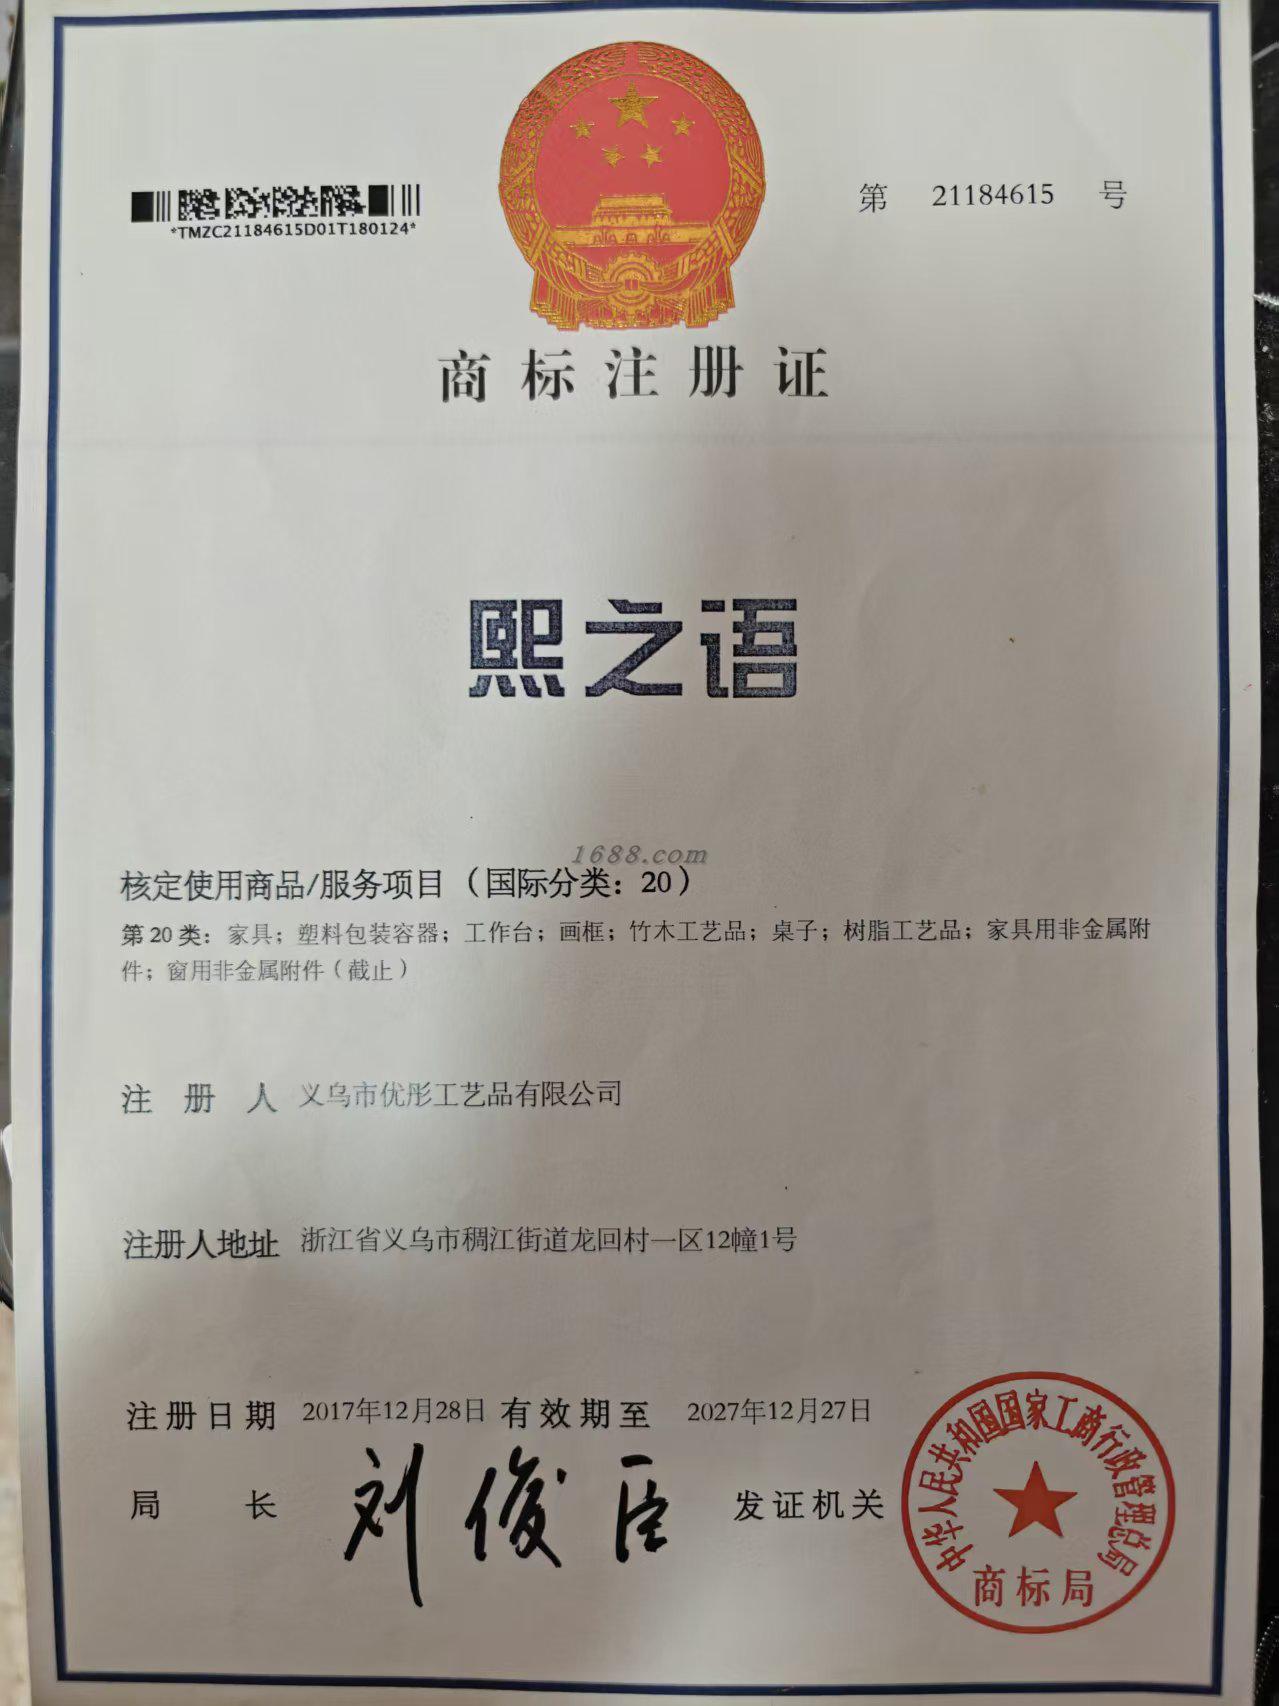 *TMZC21184615D01T180124*
第 21184615 号
商标注册证
熙之语
1688.com
核定使用商品/服务项目（国际分类：20）
第20类：家具；塑料包装容器；工作台；画框；竹木工艺品；桌子；树脂工艺品；家具用非金属附
件；窗用非金属附件（截止）
注册人 义乌市优彤工艺品有限公司
注册人地址 浙江省义乌市稠江街道龙回村一区12幢1号
注册日期 2017年12月28日 有效期至 2027年12月27日
局长 刘俊臣 发证机关
中华人民共和国国家工商行政管理总局
商标局